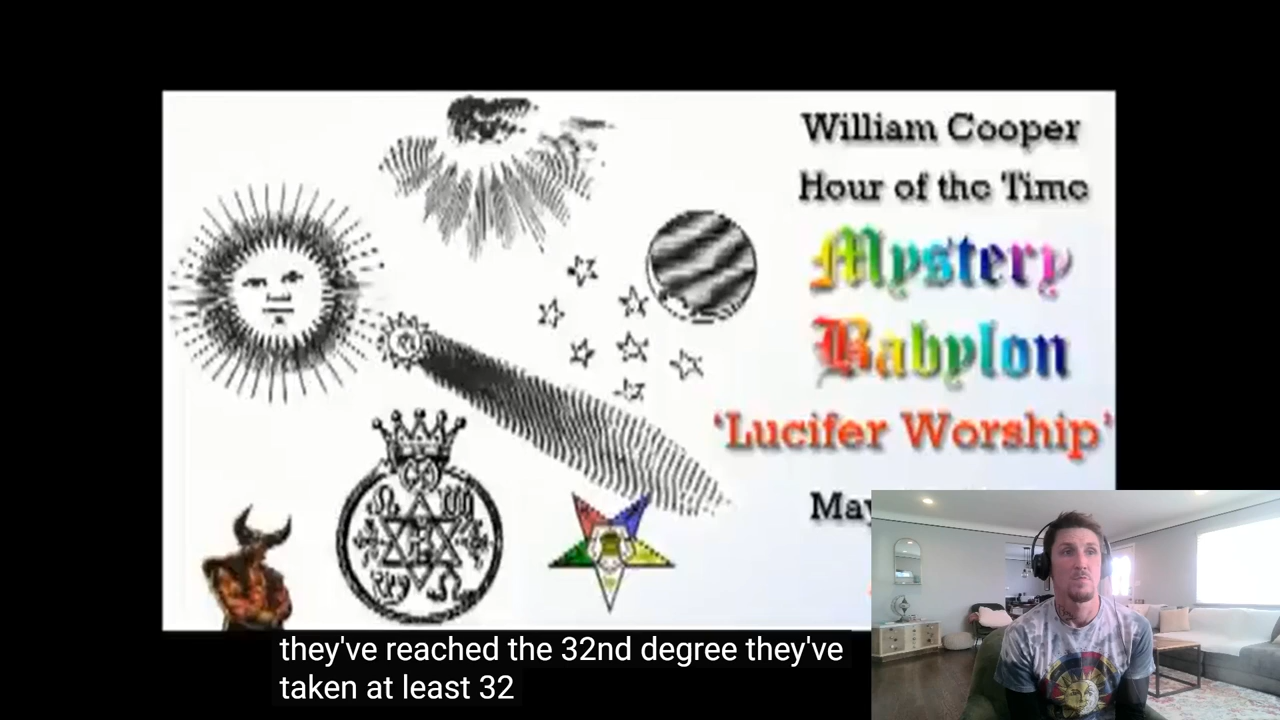 William Cooper
Hour of the Time
Mystery
Babylon
'Lucifer Worship'
May
they've reached the 32nd degree they've
taken at least 32